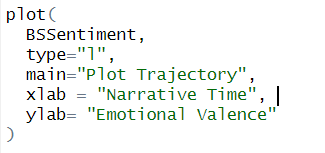 plot(
  BSSentiment,
  type="l",
  main="Plot Trajectory",
  xlab = "Narrative Time",
  ylab= "Emotional Valence"
)